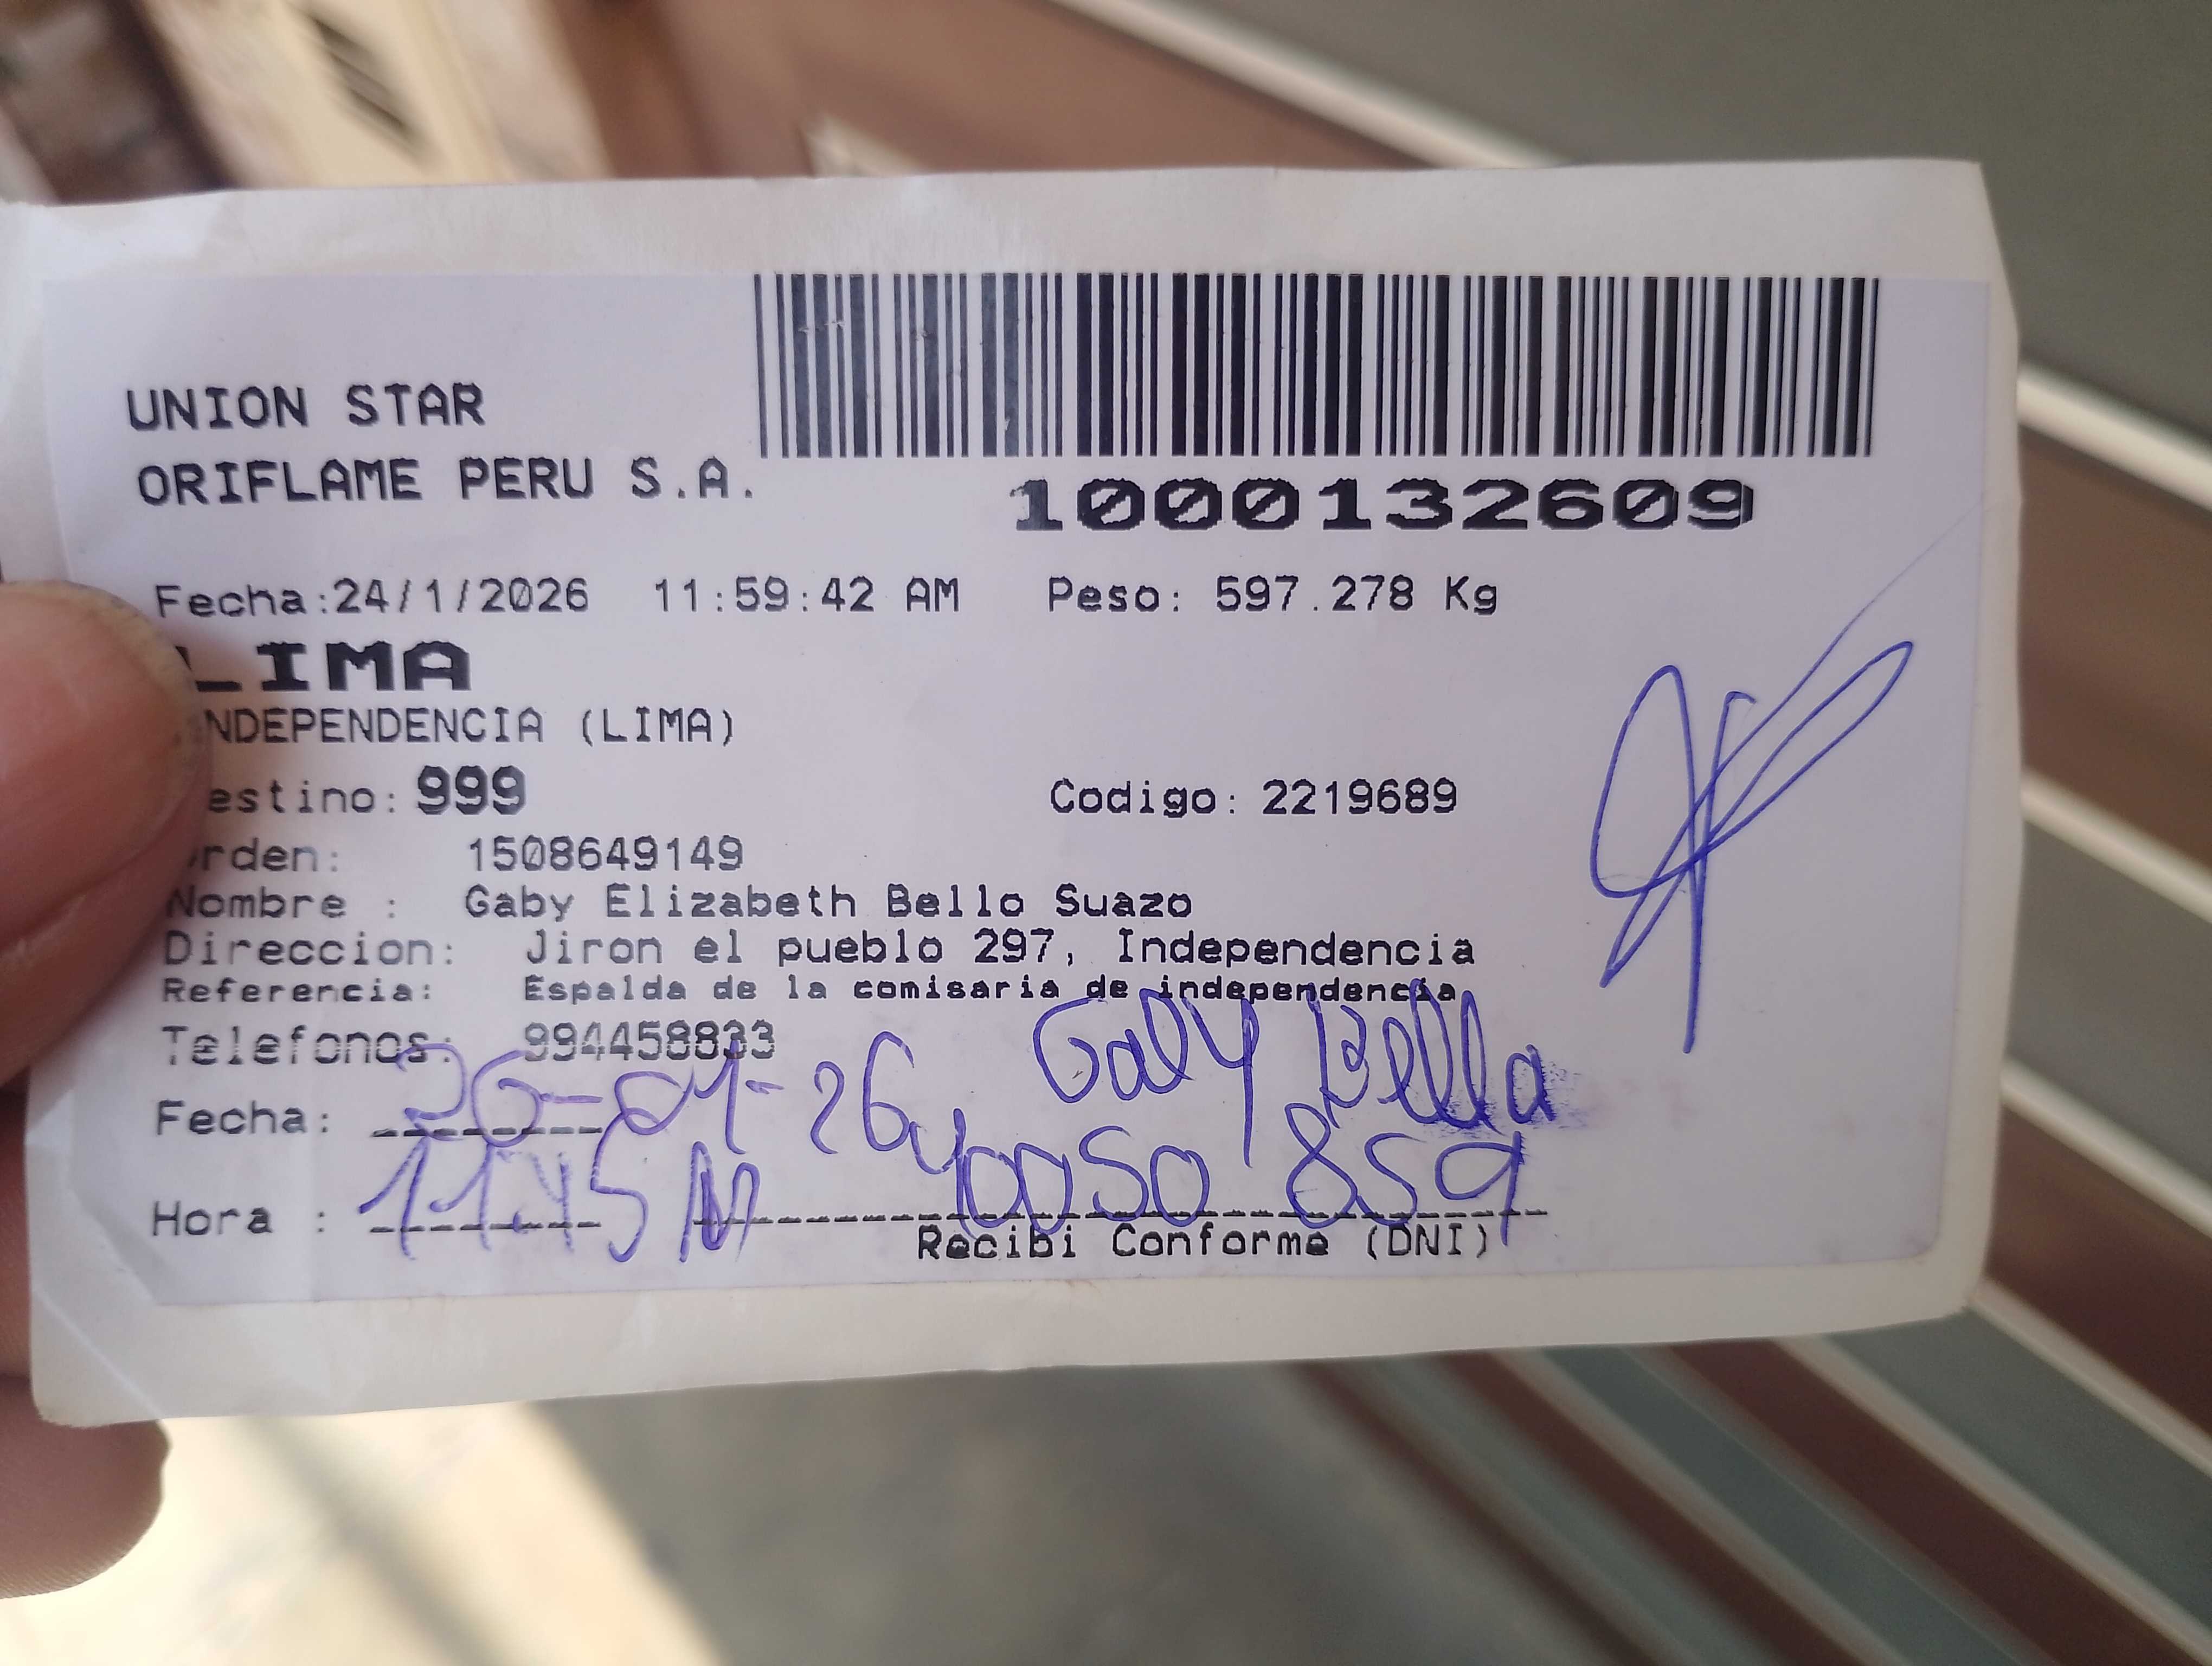 UNION STAR
ORIFLAME PERU S.A.
1000132609
Fecha:24/1/2026 11:59:42 AM Peso: 597.278 Kg
LIMA
INDEPENDENCIA (LIMA)
estino: 999 Codigo: 2219689
rden: 1508649149
Nombre : Gaby Elizabeth Bello Suazo
Direccion: Jiron el pueblo 297, Independencia
Referencia: Espalda de la comisaria de independencia
Telefonos: 994458833
Gaby Bello
Fecha: 26-01-26
40050859
Hora : 11:45
Recibi Conforme (DNI)